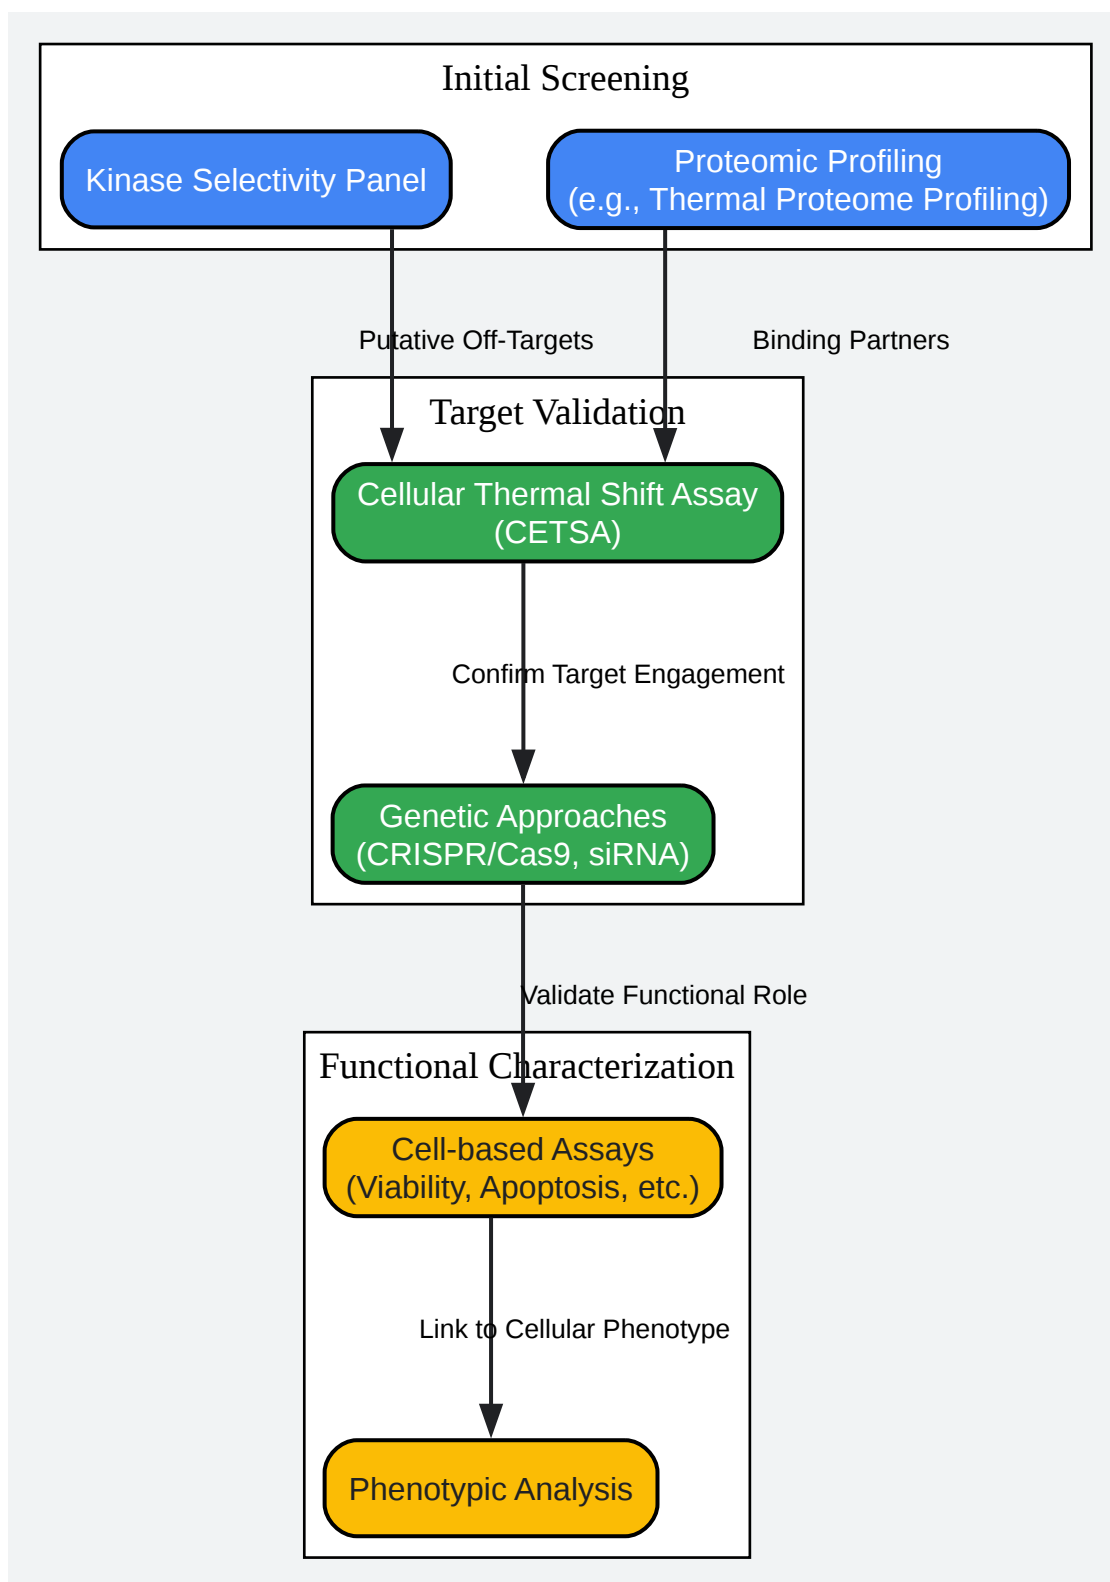 Initial Screening
Kinase Selectivity Panel
Proteomic Profiling
(e.g., Thermal Proteome Profiling)
Putative Off-Targets
Binding Partners
Target Validation
Cellular Thermal Shift Assay
(CETSA)
Confirm Target Engagement
Genetic Approaches
(CRISPR/Cas9, siRNA)
Validate Functional Role
Functional Characterization
Cell-based Assays
(Viability, Apoptosis, etc.)
Link to Cellular Phenotype
Phenotypic Analysis